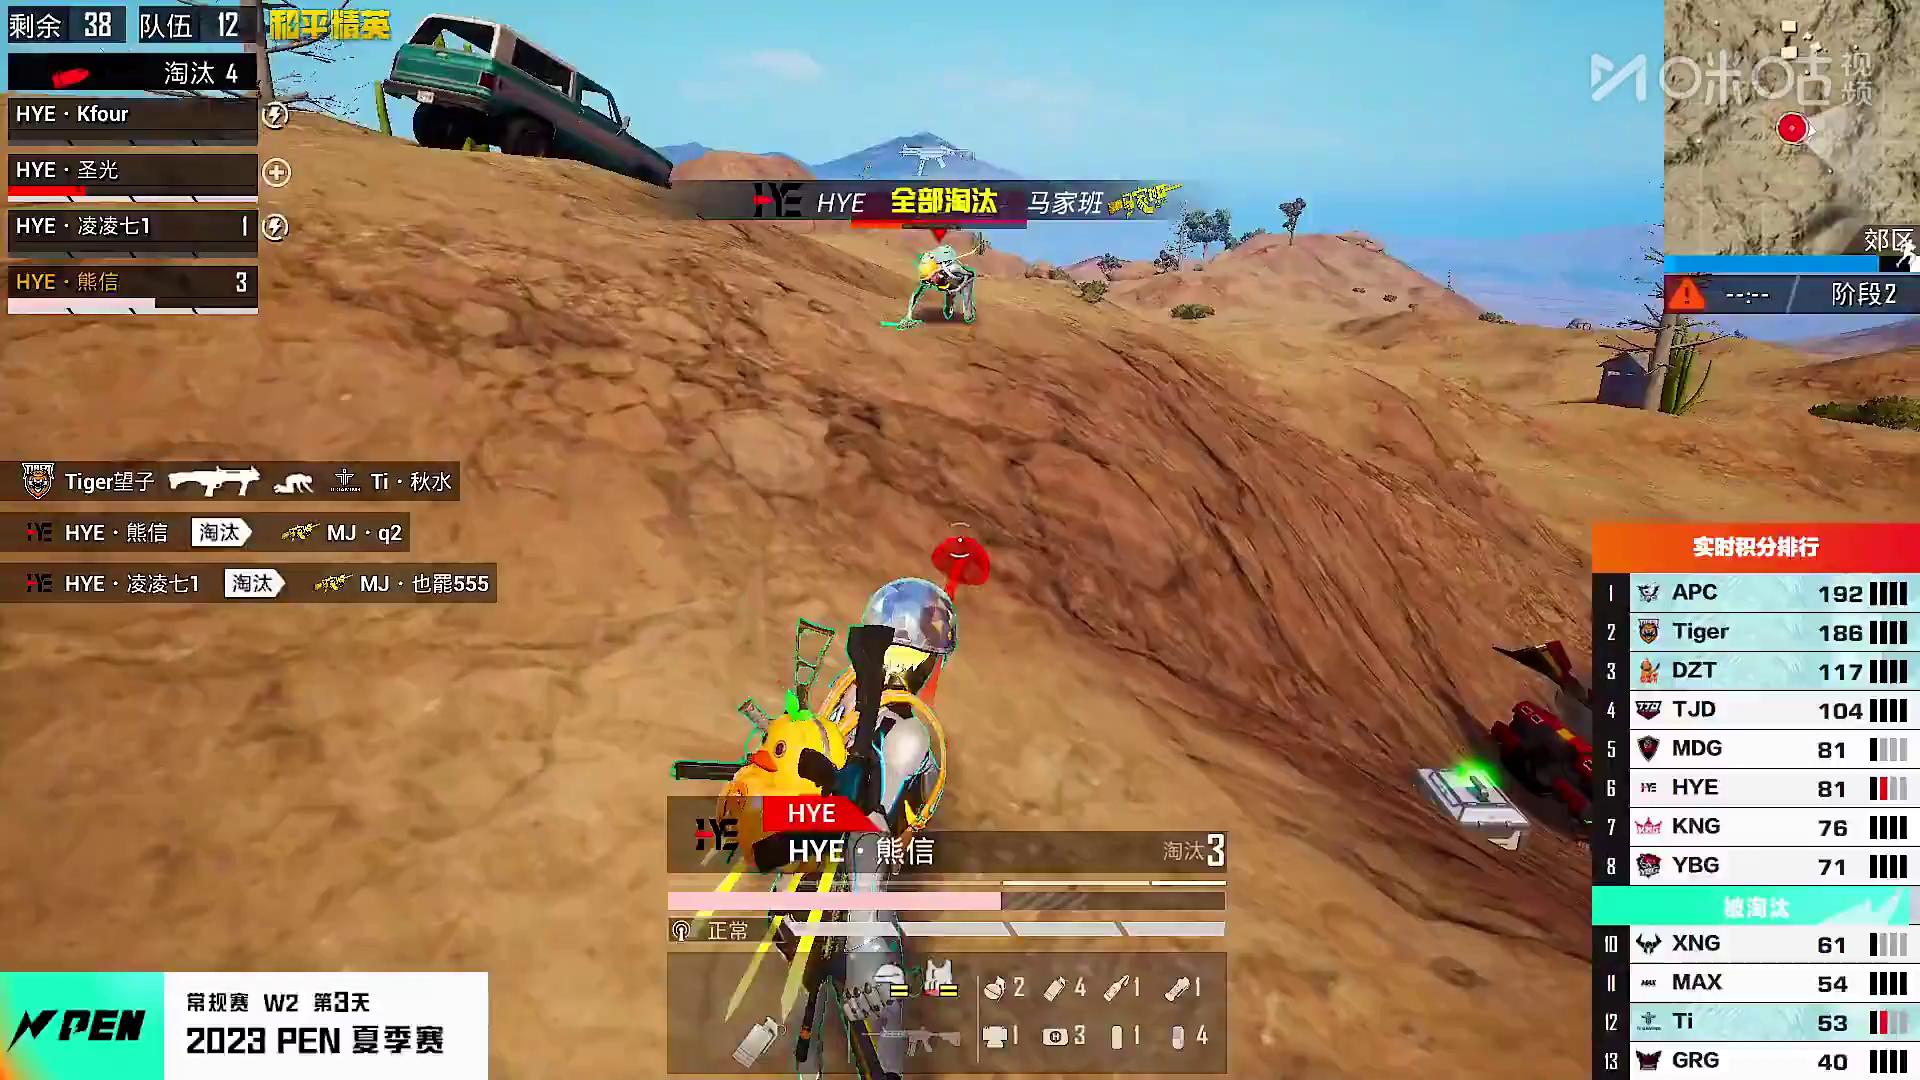 剩余 38 队伍 12 和平精英
淘汰 4
HYE·Kfour
HYE·圣光
HYE·凌凌七1 1
HYE·熊信 3
咪咕视频
HYE 全部淘汰 马家班
郊区
--:-- 阶段2
Tiger望子 Ti·秋水
HYE·熊信 淘汰 MJ·q2
HYE·凌凌七1 淘汰 MJ·也罷555
实时积分排行
1 APC 192
2 Tiger 186
3 DZT 117
4 TJD 104
5 MDG 81
6 HYE 81
7 KNG 76
8 YBG 71
被淘汰
10 XNG 61
11 MAX 54
12 Ti 53
13 GRG 40
HYE
HYE·熊信 淘汰3
正常
2 4 1 1
1 3 1 4
PEN
常规赛 W2 第3天
2023 PEN 夏季赛